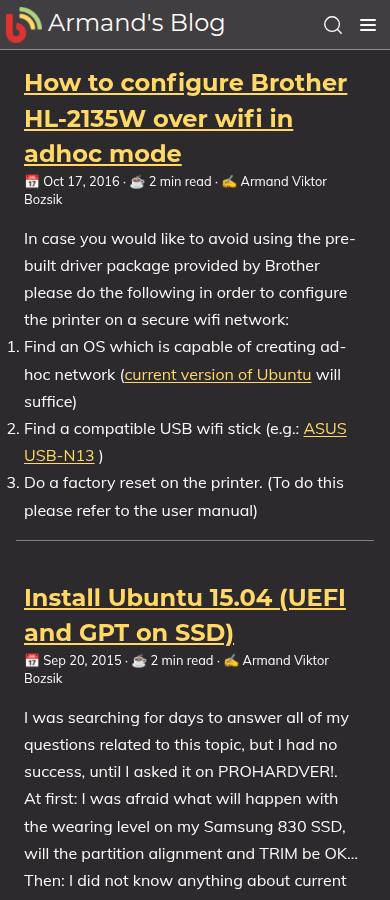 Armand's Blog
How to configure Brother
HL-2135W over wifi in
adhoc mode
📅 Oct 17, 2016 · ☕ 2 min read · ✍️ Armand Viktor
Bozsik
In case you would like to avoid using the pre-
built driver package provided by Brother
please do the following in order to configure
the printer on a secure wifi network:
1. Find an OS which is capable of creating ad-
hoc network (current version of Ubuntu will
suffice)
2. Find a compatible USB wifi stick (e.g.: ASUS
USB-N13 )
3. Do a factory reset on the printer. (To do this
please refer to the user manual)
Install Ubuntu 15.04 (UEFI
and GPT on SSD)
📅 Sep 20, 2015 · ☕ 2 min read · ✍️ Armand Viktor
Bozsik
I was searching for days to answer all of my
questions related to this topic, but I had no
success, until I asked it on PROHARDVER!.
At first: I was afraid what will happen with
the wearing level on my Samsung 830 SSD,
will the partition alignment and TRIM be OK…
Then: I did not know anything about current